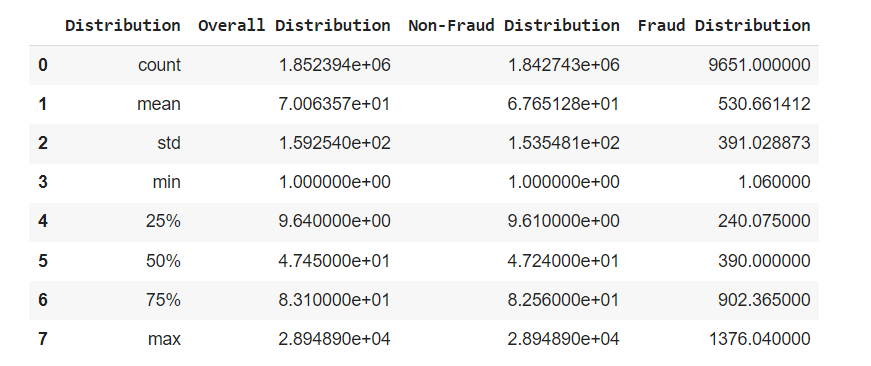 Distribution Overall Distribution Non-Fraud Distribution Fraud Distribution
0 count 1.852394e+06 1.842743e+06 9651.000000
1 mean 7.006357e+01 6.765128e+01 530.661412
2 std 1.592540e+02 1.535481e+02 391.028873
3 min 1.000000e+00 1.000000e+00 1.060000
4 25% 9.640000e+00 9.610000e+00 240.075000
5 50% 4.745000e+01 4.724000e+01 390.000000
6 75% 8.310000e+01 8.256000e+01 902.365000
7 max 2.894890e+04 2.894890e+04 1376.040000